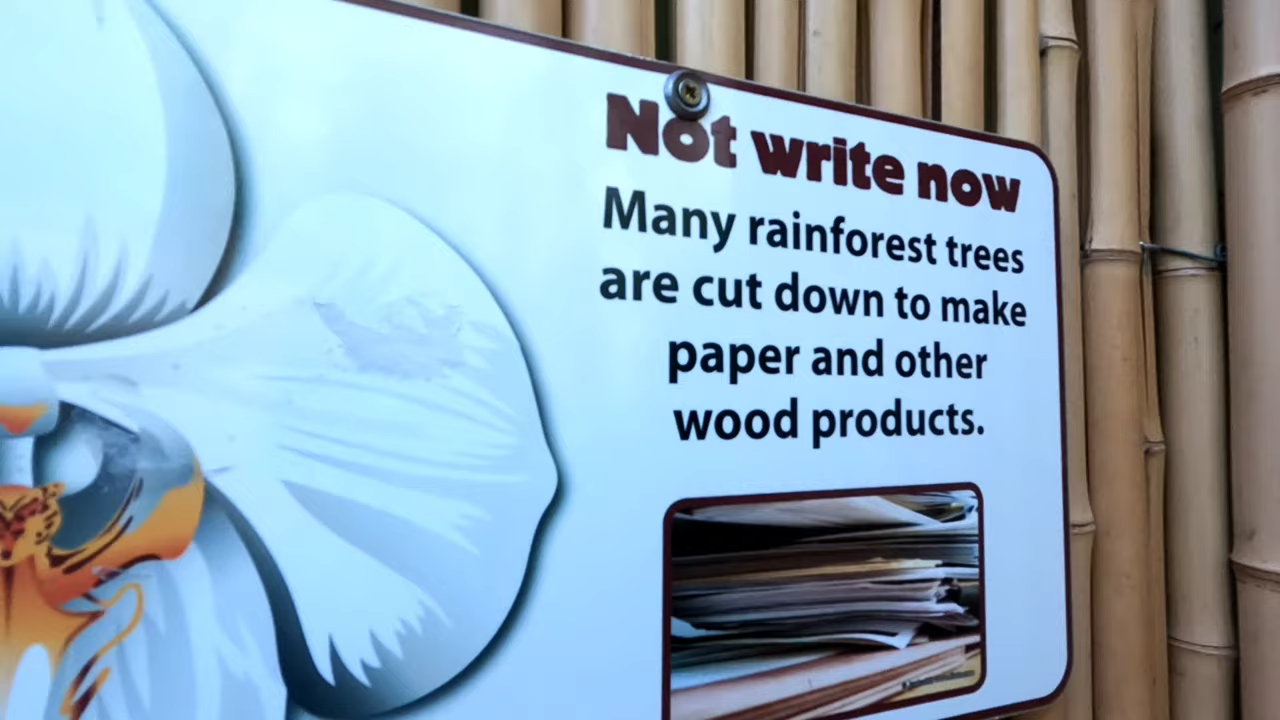 Not write now
Many rainforest trees
are cut down to make
paper and other
wood products.